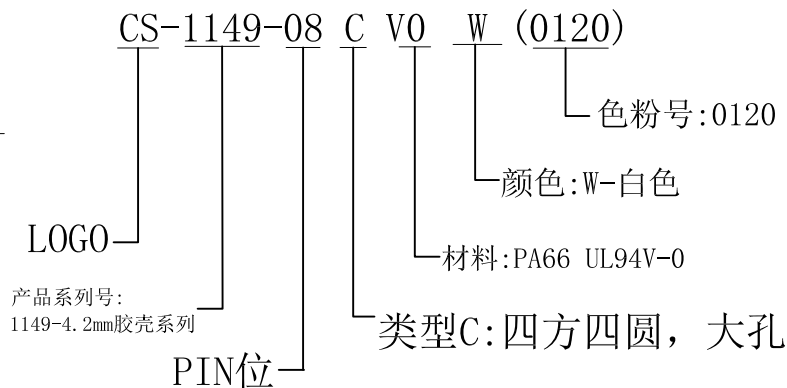 CS-1149-08 C V0 W (0120)
色粉号:0120
颜色:W-白色
LOGO
材料:PA66 UL94V-0
产品系列号:
1149-4.2mm胶壳系列
类型C:四方四圆，大孔
PIN位